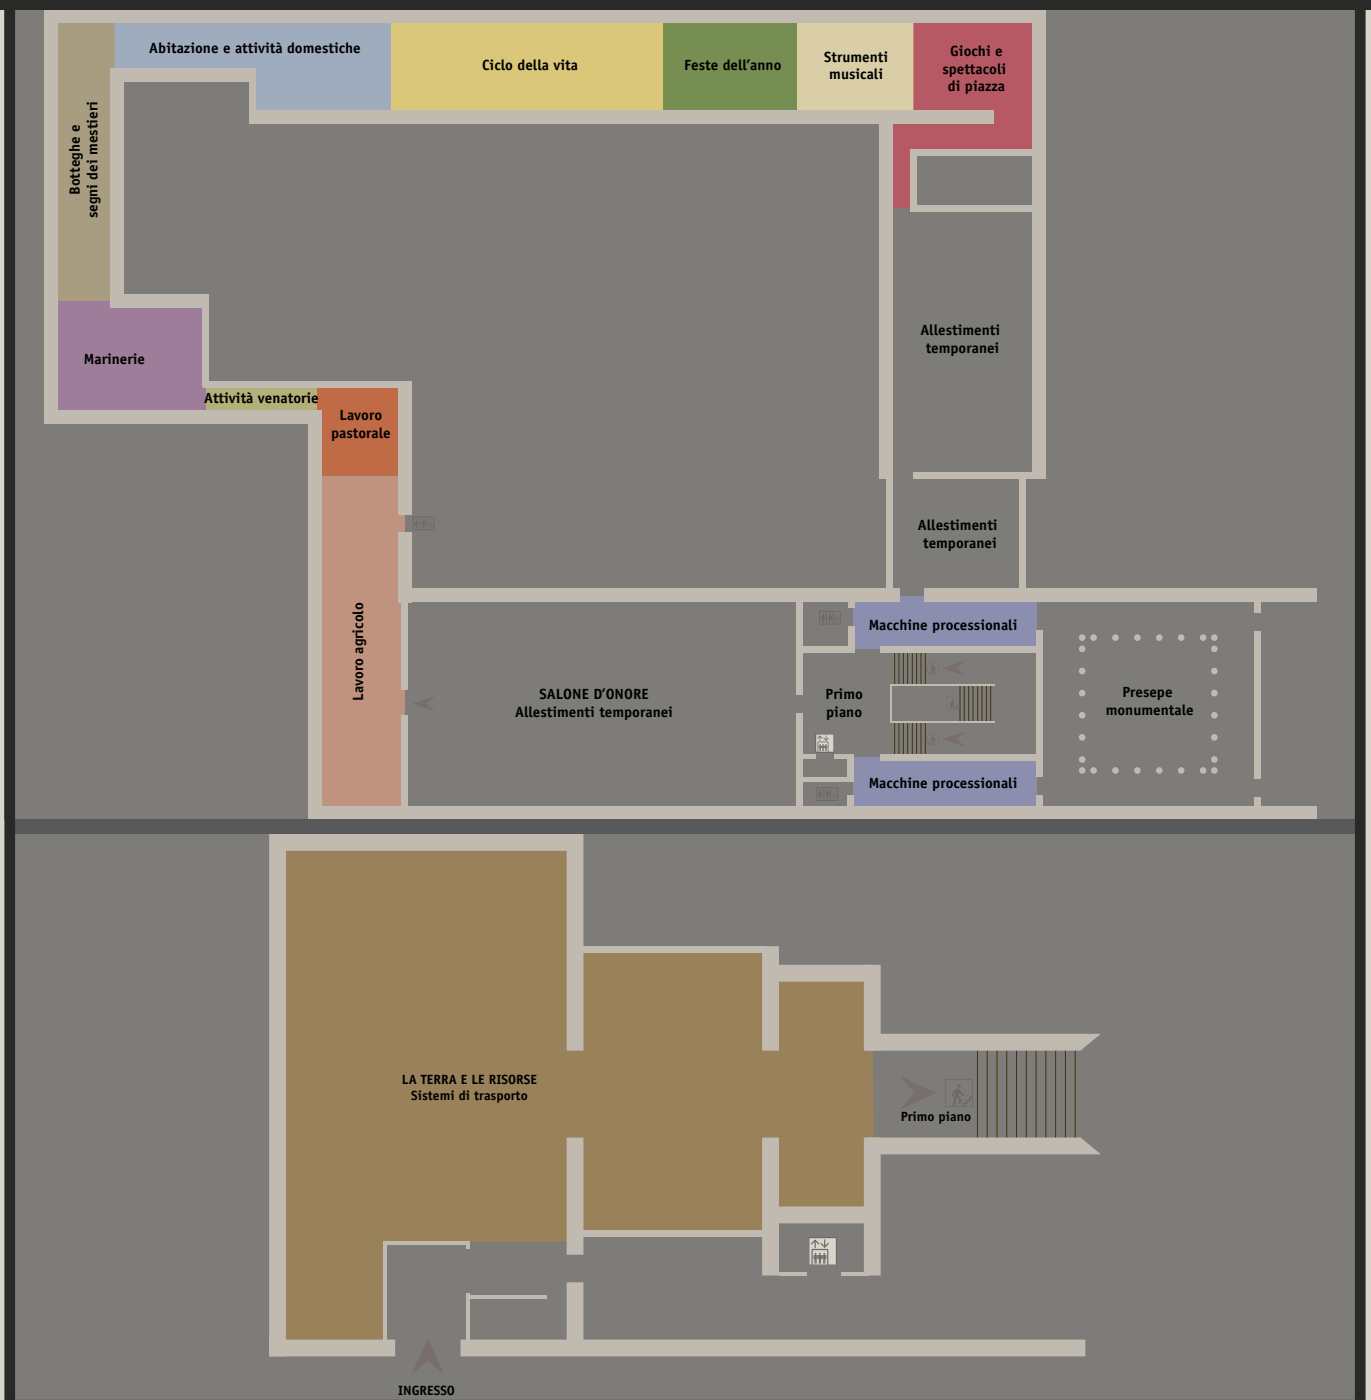 Abitazione e attività domestiche
Ciclo della vita
Feste dell'anno
Strumenti
musicali
Giochi e
spettacoli
di piazza
Botteghe e
segni dei mestieri
Marinerie
Attività venatorie
Lavoro
pastorale
Lavoro agricolo
Allestimenti
temporanei
Allestimenti
temporanei
Macchine processionali
SALONE D'ONORE
Allestimenti temporanei
Primo
piano
Presepe
monumentale
Macchine processionali
LA TERRA E LE RISORSE
Sistemi di trasporto
Primo piano
INGRESSO